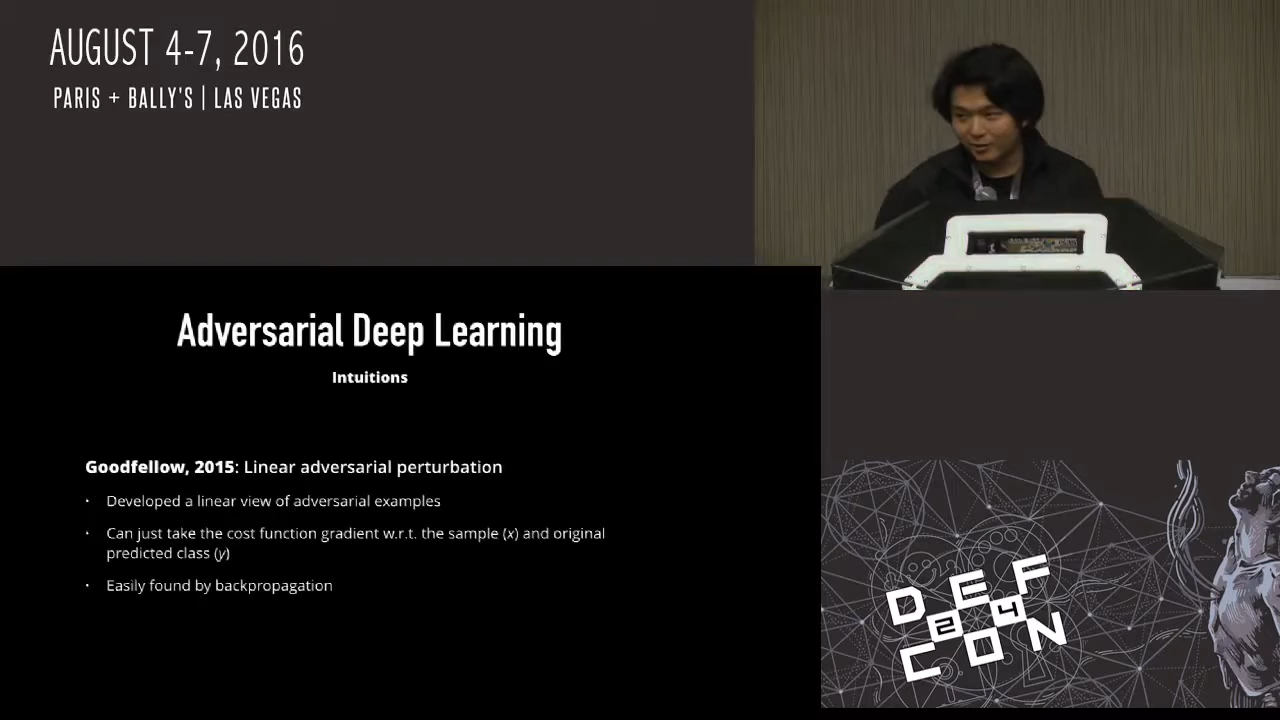 AUGUST 4-7, 2016
PARIS + BALLY'S | LAS VEGAS
Adversarial Deep Learning
Intuitions
Goodfellow, 2015: Linear adversarial perturbation
• Developed a linear view of adversarial examples
• Can just take the cost function gradient w.r.t. the sample (x) and original
predicted class (y)
• Easily found by backpropagation
DEF
24
CON